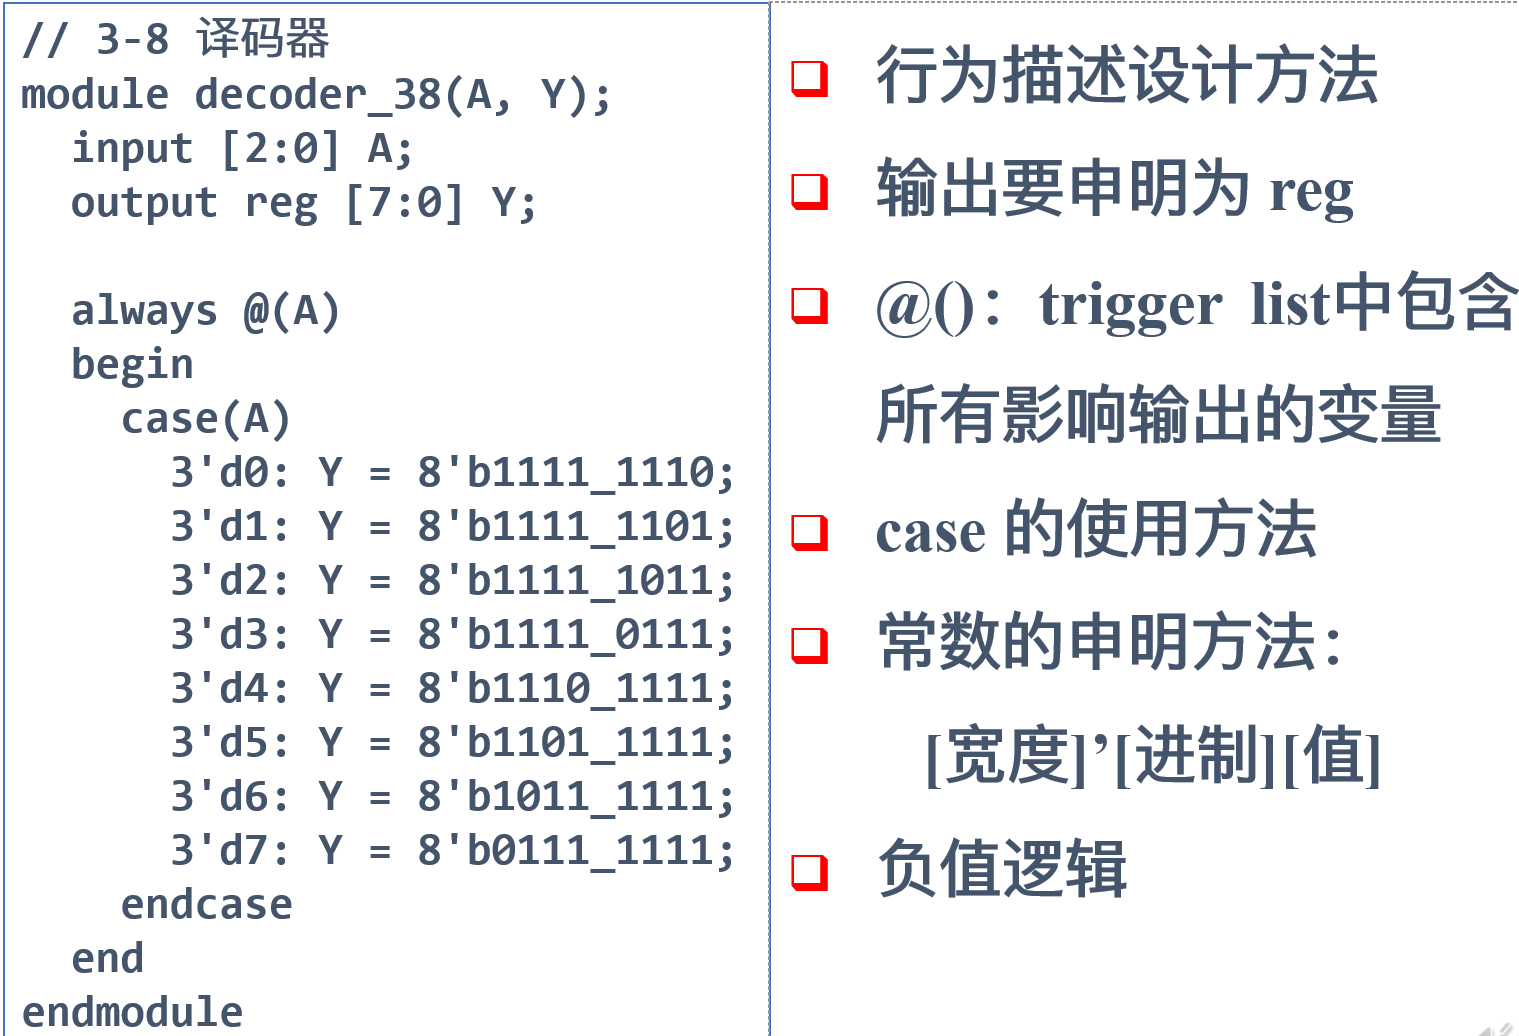 // 3-8 译码器
module decoder_38(A, Y);
input [2:0] A;
output reg [7:0] Y;
always @(A)
begin
case(A)
3'd0: Y = 8'b1111_1110;
3'd1: Y = 8'b1111_1101;
3'd2: Y = 8'b1111_1011;
3'd3: Y = 8'b1111_0111;
3'd4: Y = 8'b1110_1111;
3'd5: Y = 8'b1101_1111;
3'd6: Y = 8'b1011_1111;
3'd7: Y = 8'b0111_1111;
endcase
end
endmodule
行为描述设计方法
输出要申明为 reg
@()：trigger list中包含
所有影响输出的变量
case 的使用方法
常数的申明方法：
[宽度]’[进制][值]
负值逻辑